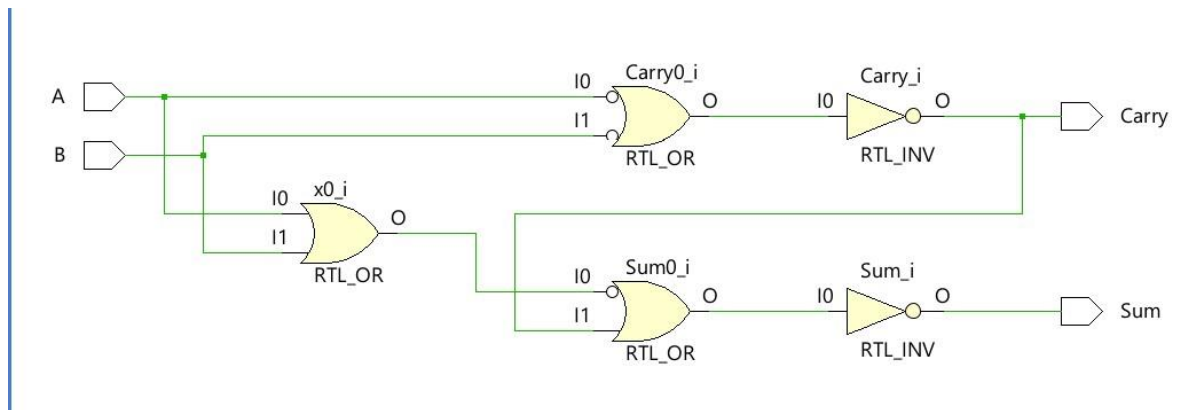 Carry0_i
Carry_i
A
I0
O
I0
O
I1
Carry
B
RTL_OR
RTL_INV
x0_i
I0
O
I1
RTL_OR
Sum0_i
Sum_i
I0
O
I0
O
I1
Sum
RTL_OR
RTL_INV